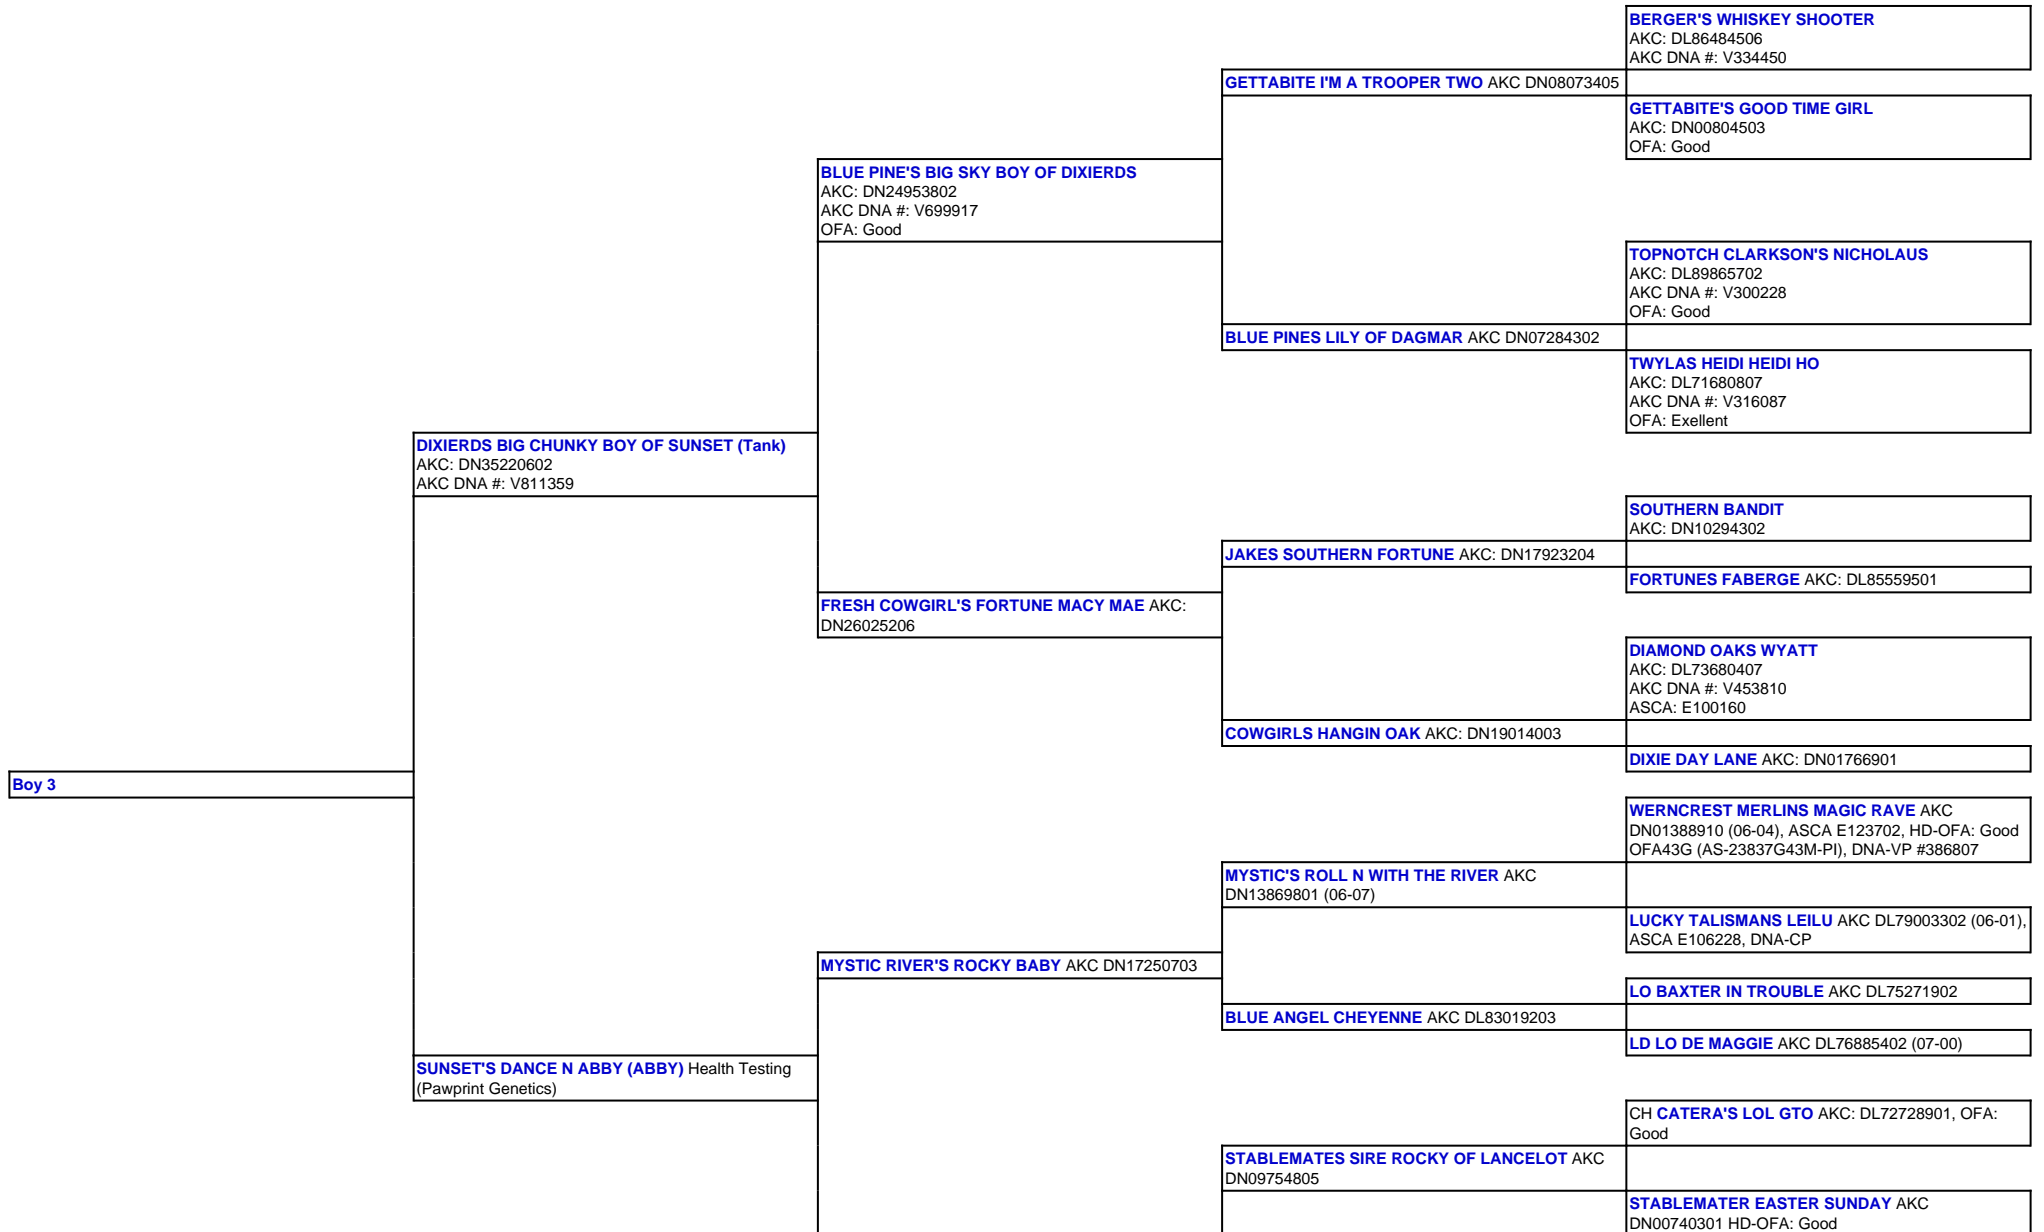 BERGER'S WHISKEY SHOOTER
AKC: DL86484506
AKC DNA #: V334450
GETTABITE I'M A TROOPER TWO AKC DN08073405
GETTABITE'S GOOD TIME GIRL
AKC: DN00804503
OFA: Good
BLUE PINE'S BIG SKY BOY OF DIXIERDS
AKC: DN24953802
AKC DNA #: V699917
OFA: Good
TOPNOTCH CLARKSON'S NICHOLAUS
AKC: DL89865702
AKC DNA #: V300228
OFA: Good
BLUE PINES LILY OF DAGMAR AKC DN07284302
TWYLAS HEIDI HEIDI HO
AKC: DL71680807
AKC DNA #: V316087
OFA: Exellent
DIXIERDS BIG CHUNKY BOY OF SUNSET (Tank)
AKC: DN35220602
AKC DNA #: V811359
SOUTHERN BANDIT
AKC: DN10294302
JAKES SOUTHERN FORTUNE AKC: DN17923204
FORTUNES FABERGE AKC: DL85559501
FRESH COWGIRL'S FORTUNE MACY MAE AKC:
DN26025206
DIAMOND OAKS WYATT
AKC: DL73680407
AKC DNA #: V453810
ASCA: E100160
COWGIRLS HANGIN OAK AKC: DN19014003
DIXIE DAY LANE AKC: DN01766901
Boy 3
WERNCREST MERLINS MAGIC RAVE AKC
DN01388910 (06-04), ASCA E123702, HD-OFA: Good
OFA43G (AS-23837G43M-PI), DNA-VP #386807
MYSTIC'S ROLL N WITH THE RIVER AKC
DN13869801 (06-07)
LUCKY TALISMANS LEILU AKC DL79003302 (06-01),
ASCA E106228, DNA-CP
MYSTIC RIVER'S ROCKY BABY AKC DN17250703
LO BAXTER IN TROUBLE AKC DL75271902
BLUE ANGEL CHEYENNE AKC DL83019203
LD LO DE MAGGIE AKC DL76885402 (07-00)
SUNSET'S DANCE N ABBY (ABBY) Health Testing
(Pawprint Genetics)
CH CATERA'S LOL GTO AKC: DL72728901, OFA:
Good
STABLEMATES SIRE ROCKY OF LANCELOT AKC
DN09754805
STABLEMATER EASTER SUNDAY AKC
DN00740301 HD-OFA: Good